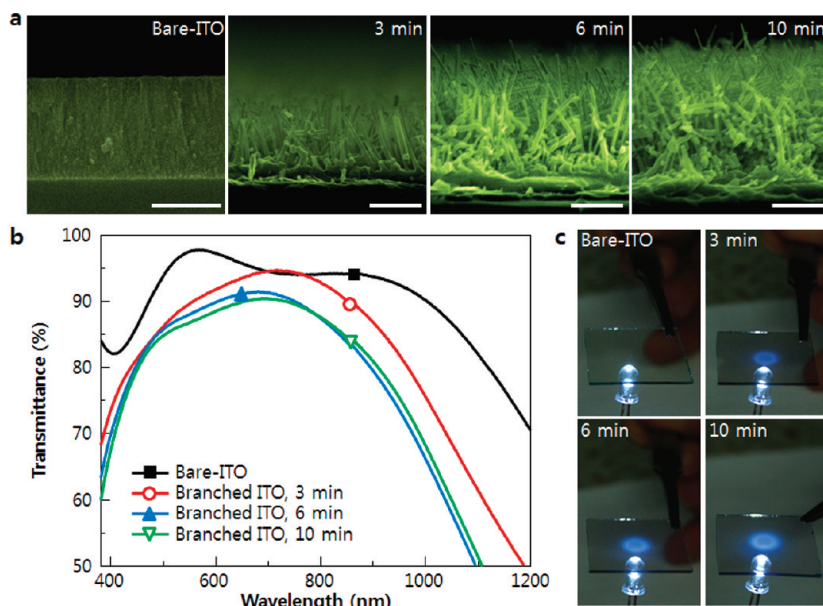 a
Bare-ITO
3 min
6 min
10 min
b
100
90
80
70
60
50
Transmittance (%)
Bare-ITO
Branched ITO, 3 min
Branched ITO, 6 min
Branched ITO, 10 min
400
600
800
1000
1200
Wavelength (nm)
c
Bare-ITO
3 min
6 min
10 min